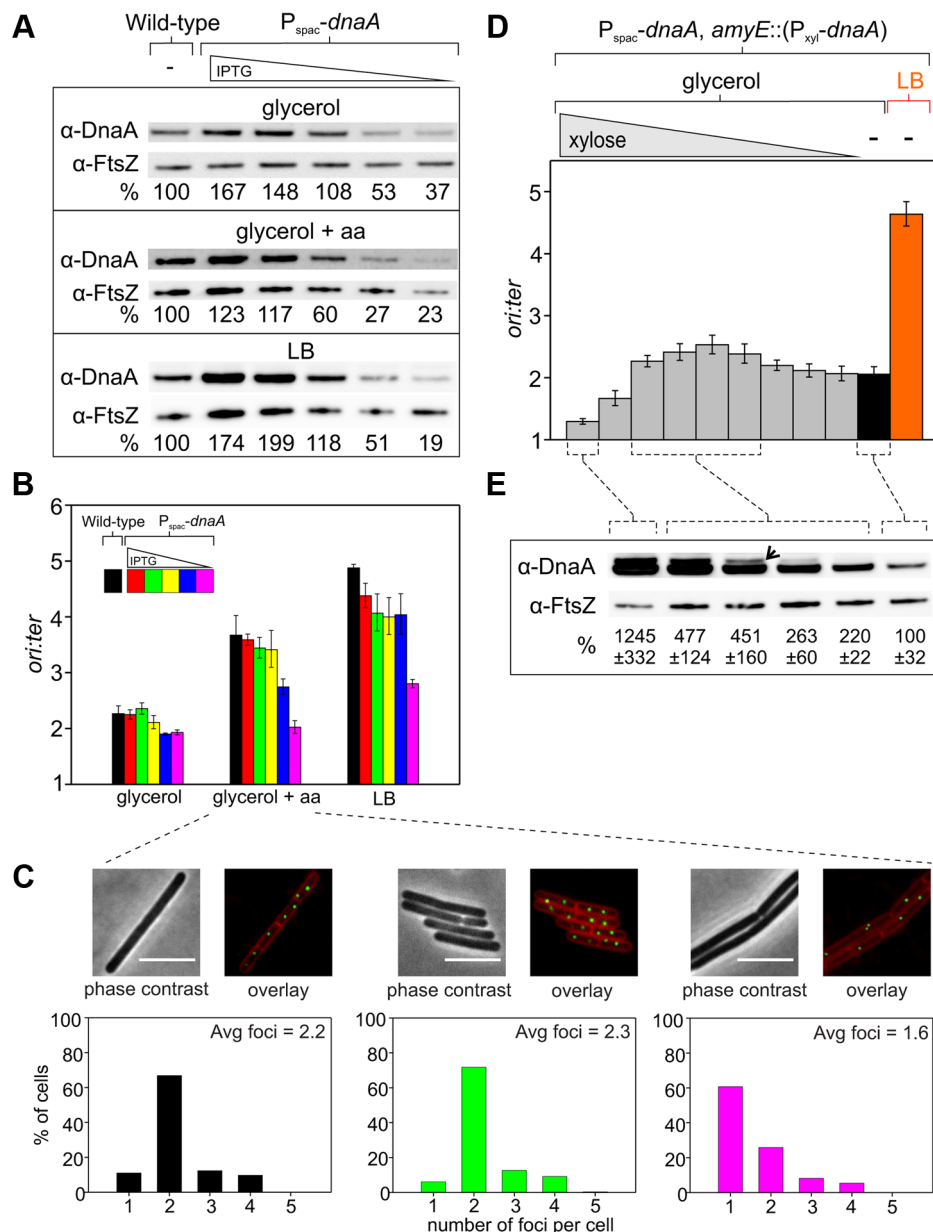 A
Wild-type
Pspac-dnaA
-
IPTG
glycerol
α-DnaA
α-FtsZ
% 100 167 148 108 53 37
glycerol + aa
α-DnaA
α-FtsZ
% 100 123 117 60 27 23
LB
α-DnaA
α-FtsZ
% 100 174 199 118 51 19
B
6
5
4
3
2
1
ori:ter
Wild-type
Pspac-dnaA
IPTG
glycerol
glycerol + aa
LB
C
phase contrast
overlay
phase contrast
overlay
phase contrast
overlay
100
80
60
40
20
0
% of cells
Avg foci = 2.2
1 2 3 4 5
100
80
60
40
20
0
Avg foci = 2.3
1 2 3 4 5
100
80
60
40
20
0
Avg foci = 1.6
1 2 3 4 5
number of foci per cell
D
Pspac-dnaA, amyE::(Pxyl-dnaA)
glycerol
LB
xylose
-
-
5
4
3
2
1
ori:ter
E
α-DnaA
α-FtsZ
% 1245 477 451 263 220 100
±332 ±124 ±160 ±60 ±22 ±32